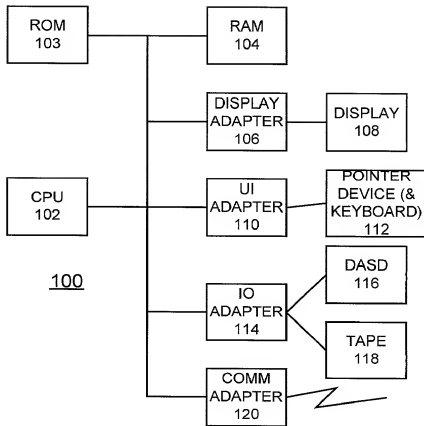 ROM
103
RAM
104
DISPLAY
ADAPTER
106
DISPLAY
108
CPU
102
UI
ADAPTER
110
POINTER
DEVICE (&
KEYBOARD)
112
100
IO
ADAPTER
114
DASD
116
TAPE
118
COMM
ADAPTER
120